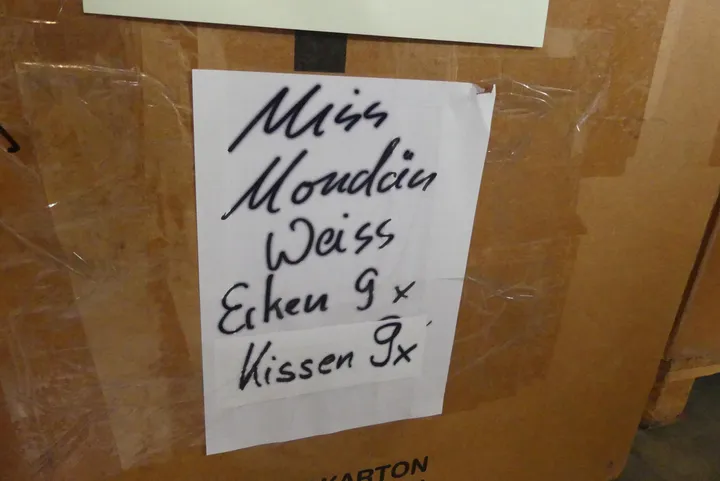 Miss
Mondän
Weiss
Ecken 9x
Kissen 9x
KARTON